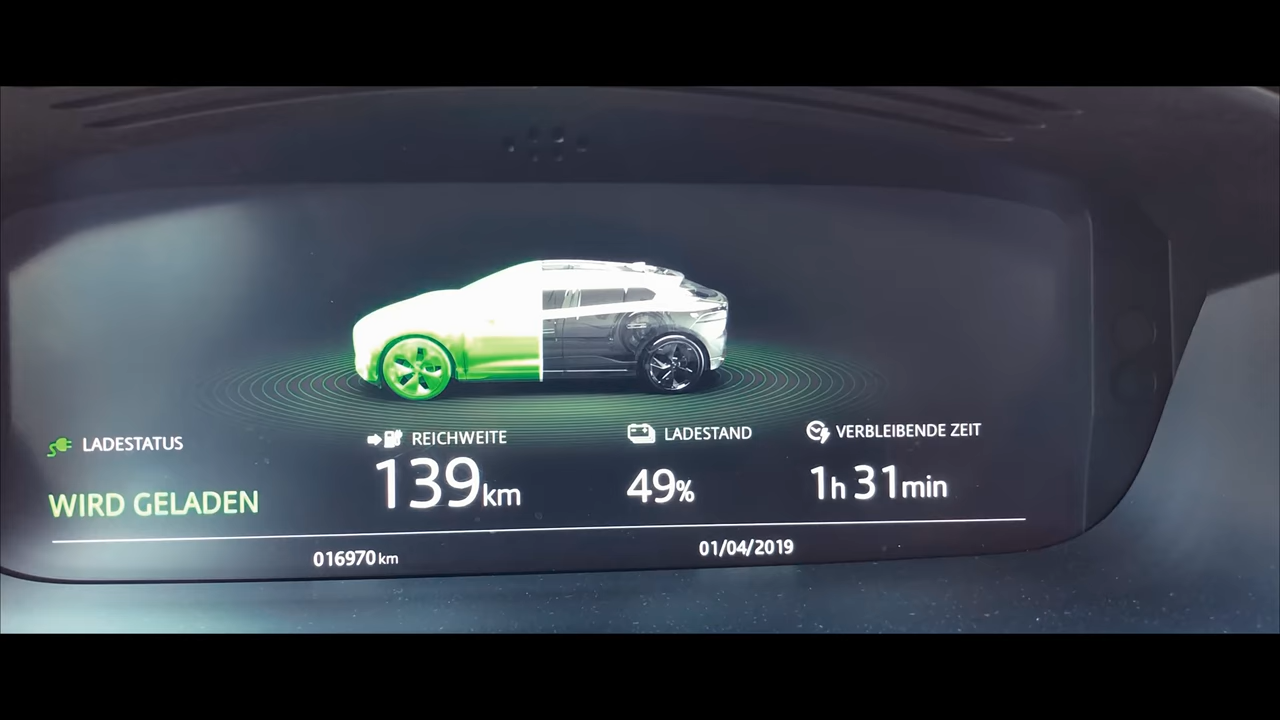 LADESTATUS
WIRD GELADEN
REICHWEITE
139 km
LADESTAND
49%
VERBLEIBENDE ZEIT
1h 31min
016970 km
01/04/2019